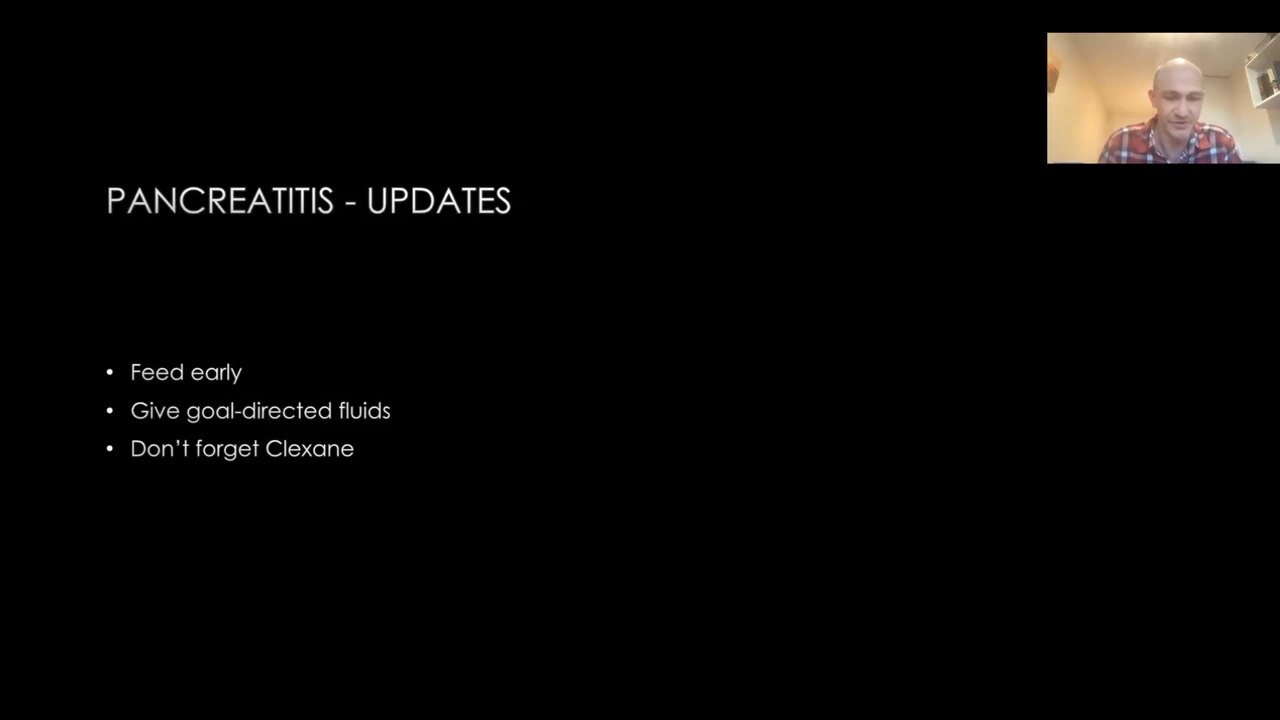 PANCREATITIS - UPDATES
• Feed early
• Give goal-directed fluids
• Don’t forget Clexane